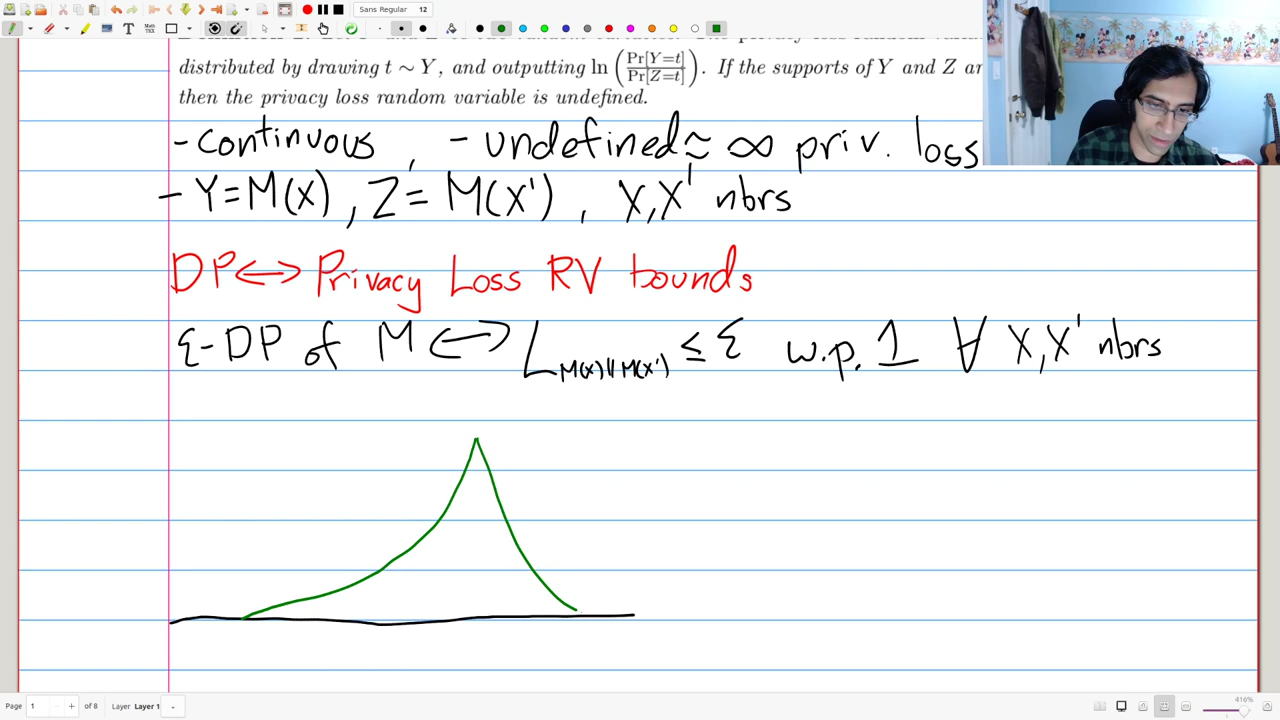 Sans Regular 12
distributed by drawing t ∼ Y, and outputting ln (Pr[Y=t] / Pr[Z=t]). If the supports of Y and Z
then the privacy loss random variable is undefined.
- continuous , - undefined ≈ ∞ priv. loss
- Y=M(X), Z = M(X'), X,X' nbrs
DP ↔ Privacy Loss RV bounds
ε-DP of M ↔ L M(X)||M(X') ≤ ε w.p. 1 ∀ X,X' nbrs
Page 1 of 8 Layer Layer 1 416%